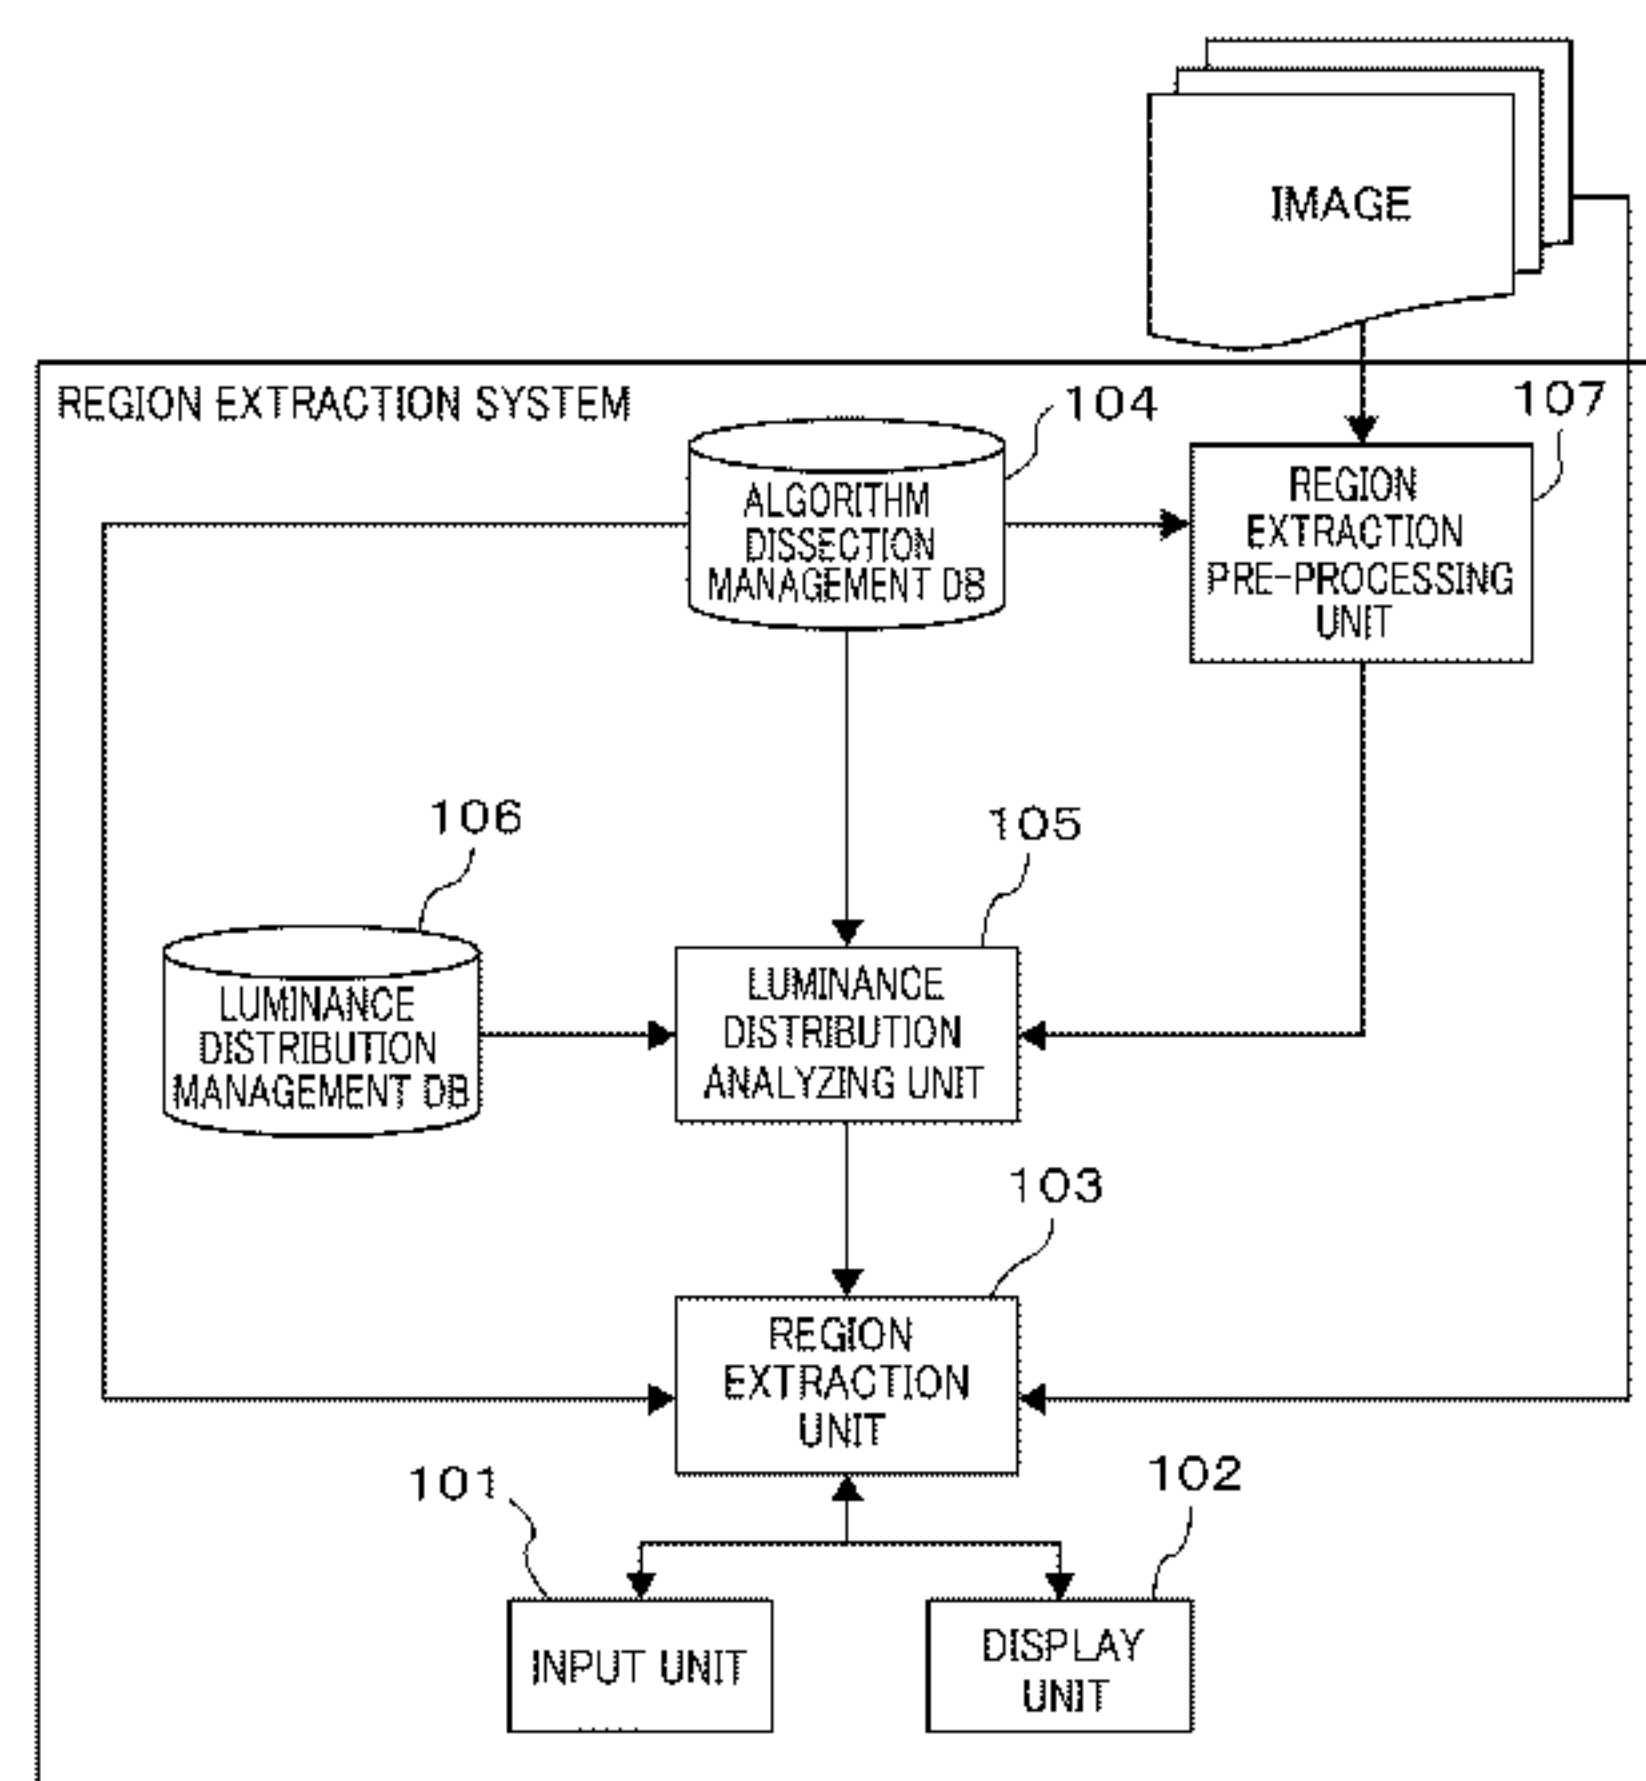 IMAGE
REGION EXTRACTION SYSTEM
104
107
ALGORITHM
DISSECTION
MANAGEMENT DB
REGION
EXTRACTION
PRE-PROCESSING
UNIT
106
105
LUMINANCE
DISTRIBUTION
MANAGEMENT DB
LUMINANCE
DISTRIBUTION
ANALYZING UNIT
103
REGION
EXTRACTION
UNIT
101
102
INPUT UNIT
DISPLAY
UNIT